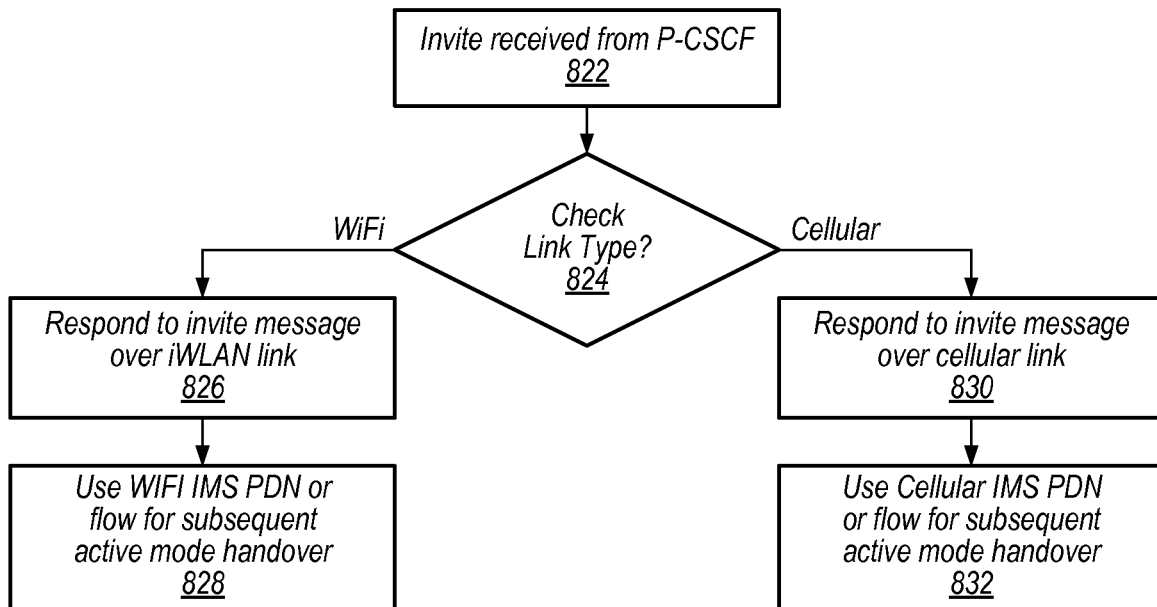 Invite received from P-CSCF
822
Check
Link Type?
824
WiFi
Cellular
Respond to invite message
over iWLAN link
826
Respond to invite message
over cellular link
830
Use WIFI IMS PDN or
flow for subsequent
active mode handover
828
Use Cellular IMS PDN
or flow for subsequent
active mode handover
832